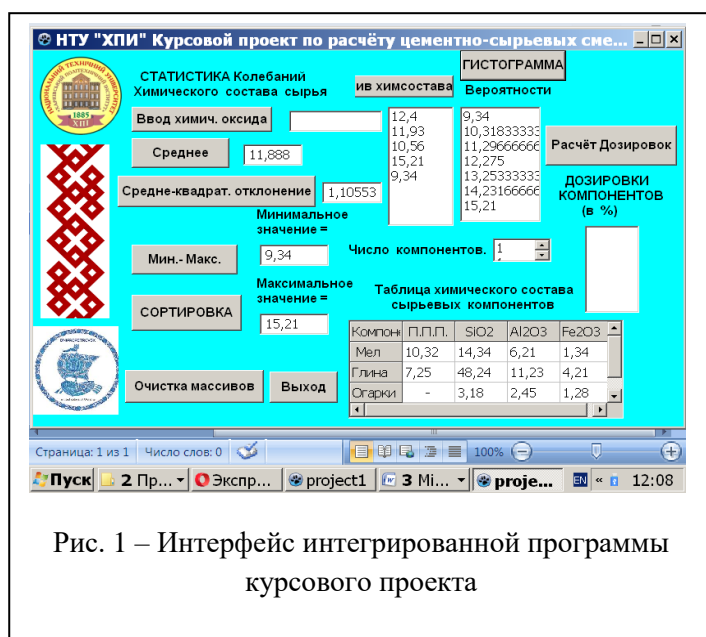 НТУ "ХПИ" Курсовой проект по расчёту цементно-сырьевых сме...
ГИСТОГРАММА
СТАТИСТИКА Колебаний
Химического состава сырья
ив химсостава
Вероятности
Ввод химич. оксида
12,4
11,93
10,56
15,21
9,34
9,34
10,31833333
11,29666666
12,275
13,25333333
14,23166666
15,21
Среднее
11,888
Расчёт Дозировок
Средне-квадрат. отклонение
1,10553
ДОЗИРОВКИ
КОМПОНЕНТОВ
(в %)
Минимальное
значение =
Мин.- Макс.
9,34
Число компонентов.
Максимальное
значение =
СОРТИРОВКА
15,21
Таблица химического состава
сырьевых компонентов
Компон П.П.П. SiO2 Al2O3 Fe2O3
Мел 10,32 14,34 6,21 1,34
Глина 7,25 48,24 11,23 4,21
Огарки - 3,18 2,45 1,28
Очистка массивов
Выход
1885
ХПІ
Страница: 1 из 1 Число слов: 0 100%
Пуск 2 Пр... Экспр... project1 3 Mi... proje... EN « 12:08
Рис. 1 – Интерфейс интегрированной программы
курсового проекта